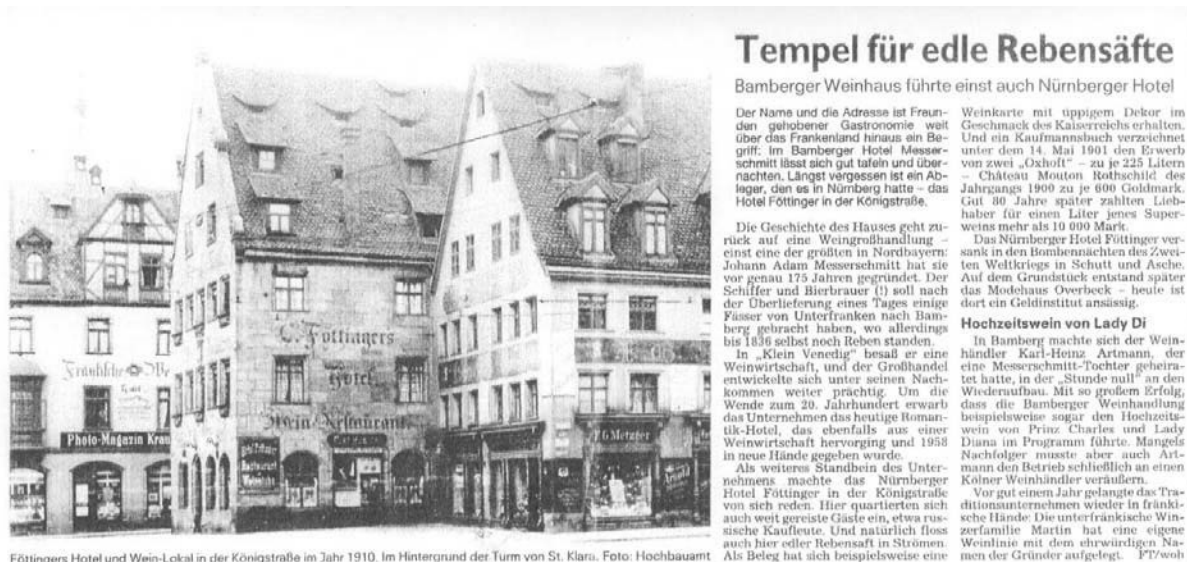 Tempel für edle Rebensäfte
Bamberger Weinhaus führte einst auch Nürnberger Hotel
Der Name und die Adresse ist Freun-
den gehobener Gastronomie weit
über das Frankenland hinaus ein Be-
griff: Im Bamberger Hotel Messer-
schmitt lässt sich gut tafeln und über-
nachten. Längst vergessen ist ein Ab-
leger, den es in Nürnberg hatte – das
Hotel Föttinger in der Königstraße.
Die Geschichte des Hauses geht zu-
rück auf eine Weingroßhandlung –
einst eine der größten in Nordbayern:
Johann Adam Messerschmitt hat sie
vor genau 175 Jahren gegründet. Der
Schiffer und Bierbrauer (!) soll nach
der Überlieferung eines Tages einige
Fässer von Unterfranken nach Bam-
berg gebracht haben, wo allerdings
bis 1836 selbst noch Reben standen.
In „Klein Venedig“ besaß er eine
Weinwirtschaft, und der Großhandel
entwickelte sich unter seinen Nach-
kommen weiter prächtig. Um die
Wende zum 20. Jahrhundert erwarb
das Unternehmen das heutige Roman-
tik-Hotel, das ebenfalls aus einer
Weinwirtschaft hervorging und 1958
in neue Hände gegeben wurde.
Als weiteres Standbein des Unter-
nehmens machte das Nürnberger
Hotel Föttinger in der Königstraße
von sich reden. Hier quartierten sich
auch weit gereiste Gäste ein, etwa rus-
sische Kaufleute. Und natürlich floss
auch hier edler Rebensaft in Strömen.
Als Beleg hat sich beispielsweise eine
Weinkarte mit üppigem Dekor im
Geschmack des Kaiserreichs erhalten.
Und ein Kaufmannsbuch verzeichnet
unter dem 14. Mai 1901 den Erwerb
von zwei „Oxhoft“ – zu je 225 Litern
– Château Mouton Rothschild des
Jahrgangs 1900 zu je 600 Goldmark.
Gut 80 Jahre später zahlten Lieb-
haber für einen Liter jenes Super-
weins mehr als 10 000 Mark.
Das Nürnberger Hotel Föttinger ver-
sank in den Bombennächten des Zwei-
ten Weltkriegs in Schutt und Asche.
Auf dem Grundstück entstand später
das Modehaus Overbeck – heute ist
dort ein Geldinstitut ansässig.
Hochzeitswein von Lady Di
In Bamberg machte sich der Wein-
händler Karl-Heinz Artmann, der
eine Messerschmitt-Tochter geheira-
tet hatte, in der „Stunde null“ an den
Wiederaufbau. Mit so großem Erfolg,
dass die Bamberger Weinhandlung
beispielsweise sogar den Hochzeits-
wein von Prinz Charles und Lady
Diana im Programm führte. Mangels
Nachfolger musste aber auch Art-
mann den Betrieb schließlich an einen
Kölner Weinhändler veräußern.
Vor gut einem Jahr gelangte das Tra-
ditionsunternehmen wieder in fränki-
sche Hände: Die unterfränkische Win-
zerfamilie Martin hat eine eigene
Weinlinie mit dem ehrwürdigen Na-
men der Gründer aufgelegt. FT/woh
C. Föttingers
Hotel
Wein-Restaurant
Fränkische We
Photo-Magazin Krau
Restaurant
F.G. Metzger
Föttingers Hotel und Wein-Lokal in der Königstraße im Jahr 1910. Im Hintergrund der Turm von St. Klara. Foto: Hochbauamt